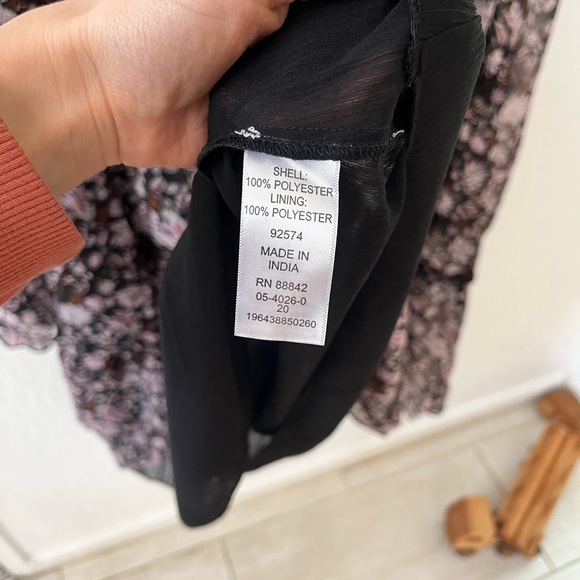 SHELL:
100% POLYESTER
LINING:
100% POLYESTER
92574
MADE IN
INDIA
RN 88842
05-4026-0
20
196438850260